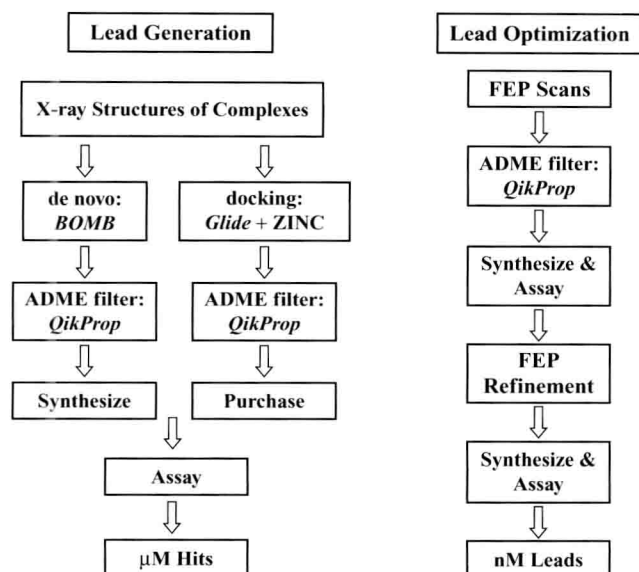 Lead Generation
X-ray Structures of Complexes
de novo:
BOMB
ADME filter:
QikProp
Synthesize
docking:
Glide + ZINC
ADME filter:
QikProp
Purchase
Assay
μM Hits
Lead Optimization
FEP Scans
ADME filter:
QikProp
Synthesize &
Assay
FEP
Refinement
Synthesize &
Assay
nM Leads